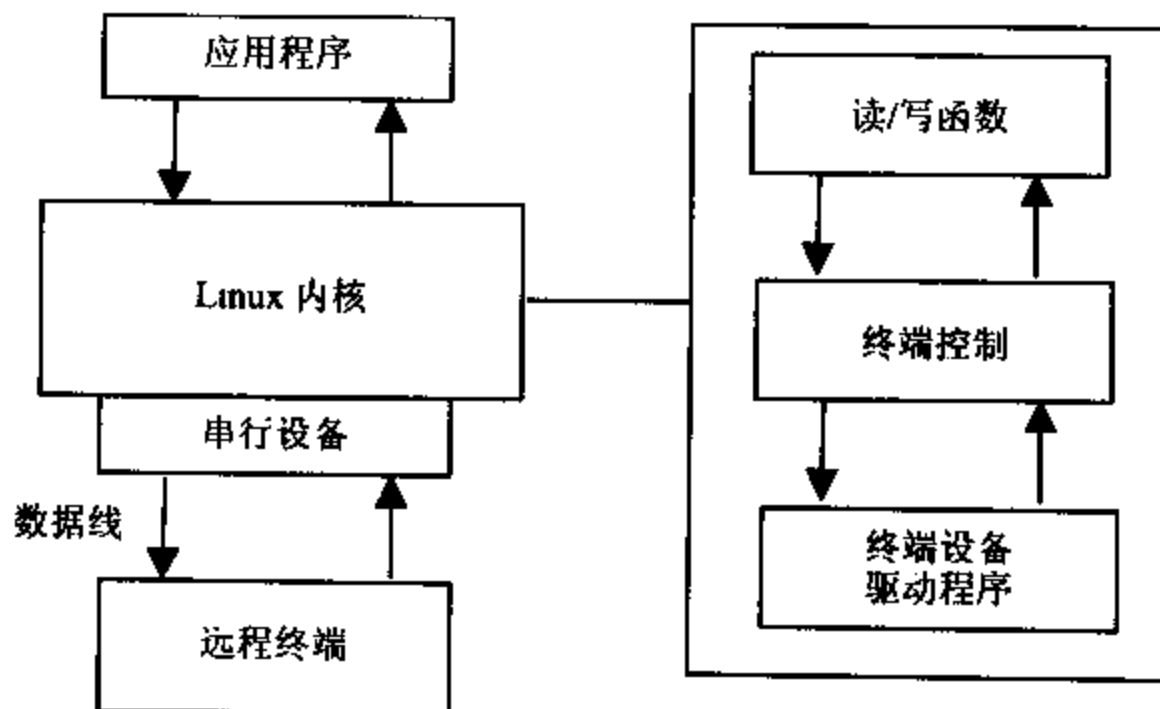 应用程序
Linux 内核
串行设备
数据线
远程终端
读/写函数
终端控制
终端设备
驱动程序